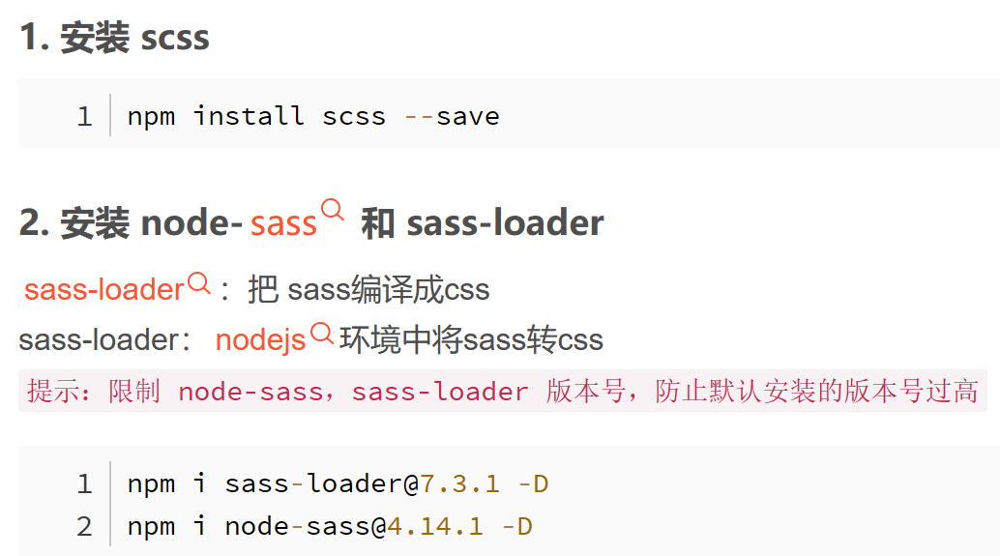 1. 安装 scss
1 npm install scss --save
2. 安装 node-sass 和 sass-loader
sass-loader：把 sass编译成css
sass-loader： nodejs环境中将sass转css
提示：限制 node-sass，sass-loader 版本号，防止默认安装的版本号过高
1 npm i sass-loader@7.3.1 -D
2 npm i node-sass@4.14.1 -D